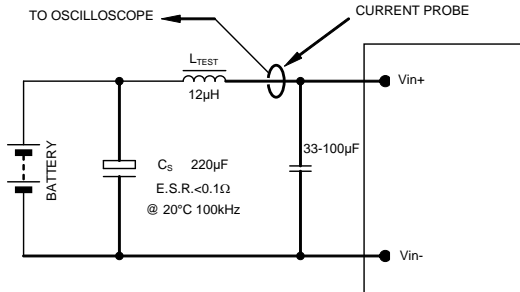 TO OSCILLOSCOPE
CURRENT PROBE
LTEST
12µH
Vin+
BATTERY
CS 220µF
E.S.R.<0.1Ω
@ 20°C 100kHz
33-100µF
Vin-